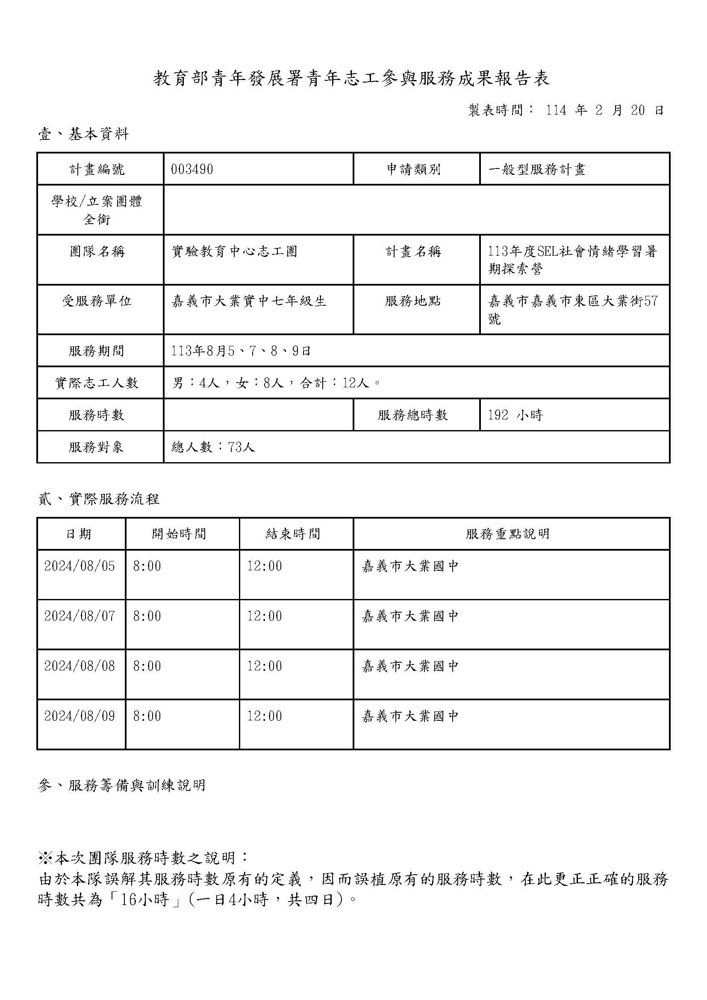 教育部青年發展署青年志工參與服務成果報告表
製表時間： 114 年 2 月 20 日
壹、基本資料
計畫編號 003490 申請類別 一般型服務計畫
學校/立案團體
全銜
團隊名稱 實驗教育中心志工團 計畫名稱 113年度SEL社會情緒學習暑
期探索營
受服務單位 嘉義市大業實中七年級生 服務地點 嘉義市嘉義市東區大業街57
號
服務期間 113年8月5、7、8、9日
實際志工人數 男：4人，女：8人，合計：12人。
服務時數 服務總時數 192 小時
服務對象 總人數：73人
貳、實際服務流程
日期 開始時間 結束時間 服務重點說明
2024/08/05 8:00 12:00 嘉義市大業國中
2024/08/07 8:00 12:00 嘉義市大業國中
2024/08/08 8:00 12:00 嘉義市大業國中
2024/08/09 8:00 12:00 嘉義市大業國中
參、服務籌備與訓練說明
※本次團隊服務時數之說明：
由於本隊誤解其服務時數原有的定義，因而誤植原有的服務時數，在此更正正確的服務
時數共為「16小時」(一日4小時，共四日)。